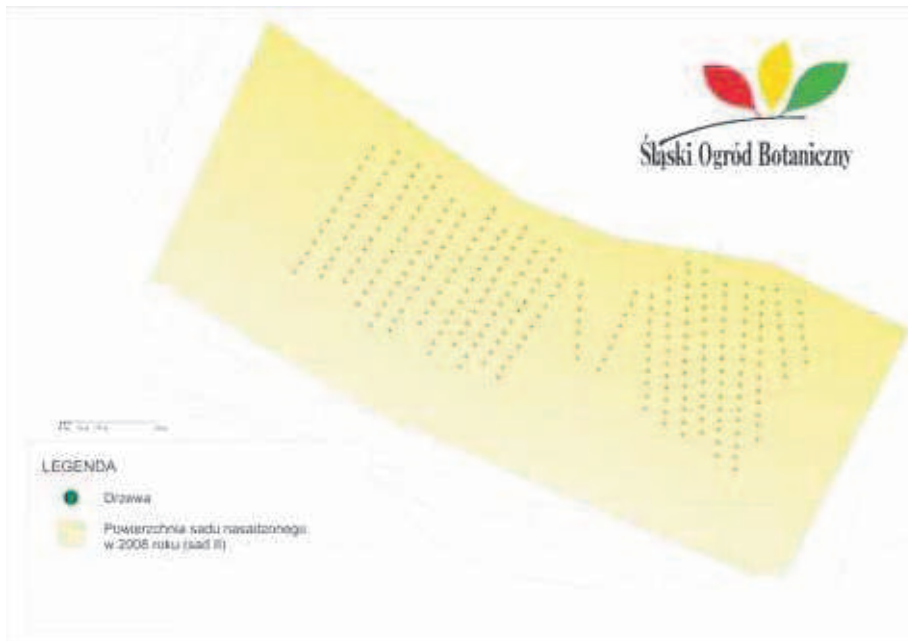 Śląski Ogród Botaniczny
LEGENDA
Drzewa
Powierzchnia sadu nasadzonego
w 2008 roku (sad II)